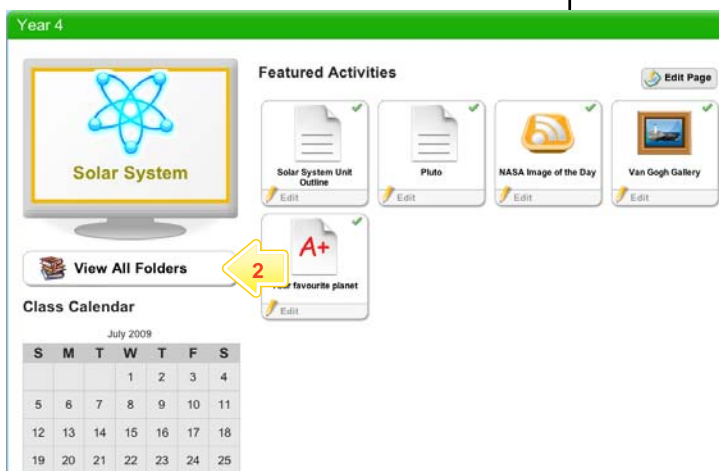 Year 4
Solar System
Featured Activities
Edit Page
Solar System Unit
Outline
Edit
Pluto
Edit
NASA Image of the Day
Edit
Van Gogh Gallery
Edit
A+
favourite planet
Edit
View All Folders
2
Class Calendar
July 2009
S M T W T F S
1 2 3 4
5 6 7 8 9 10 11
12 13 14 15 16 17 18
19 20 21 22 23 24 25